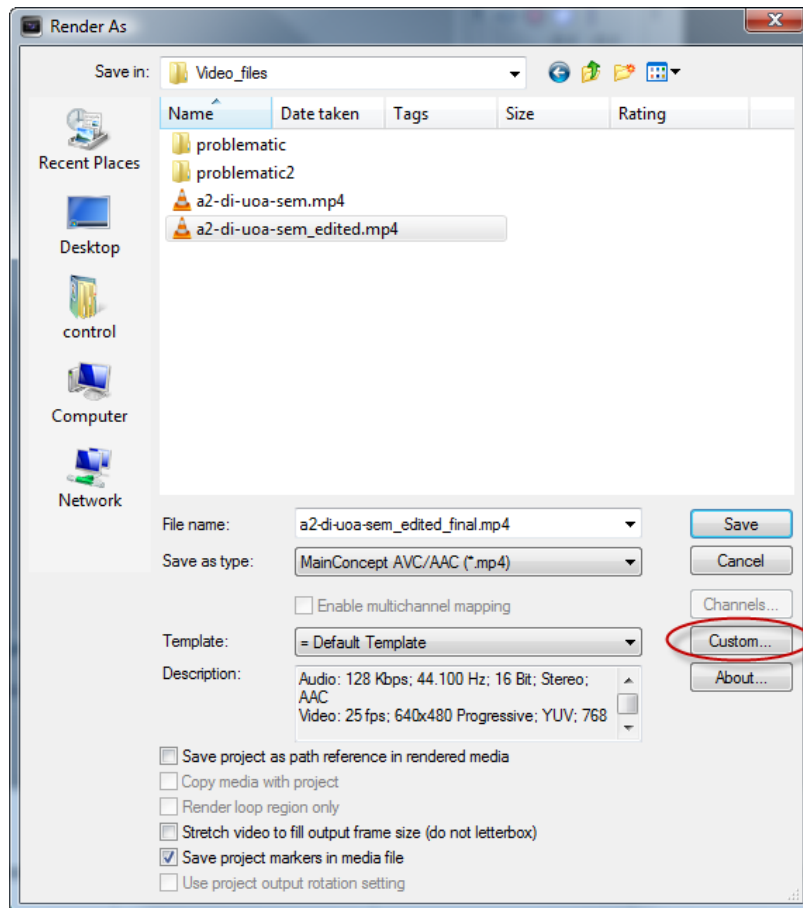 Render As
Save in:
Video_files
Recent Places
Desktop
control
Computer
Network
Name Date taken Tags Size Rating
problematic
problematic2
a2-di-uoa-sem.mp4
a2-di-uoa-sem_edited.mp4
File name: a2-di-uoa-sem_edited_final.mp4 Save
Save as type: MainConcept AVC/AAC (*.mp4) Cancel
Enable multichannel mapping Channels...
Template: = Default Template Custom...
Description: Audio: 128 Kbps; 44.100 Hz; 16 Bit; Stereo; About...
AAC
Video: 25 fps; 640x480 Progressive; YUV; 768
Save project as path reference in rendered media
Copy media with project
Render loop region only
Stretch video to fill output frame size (do not letterbox)
Save project markers in media file
Use project output rotation setting